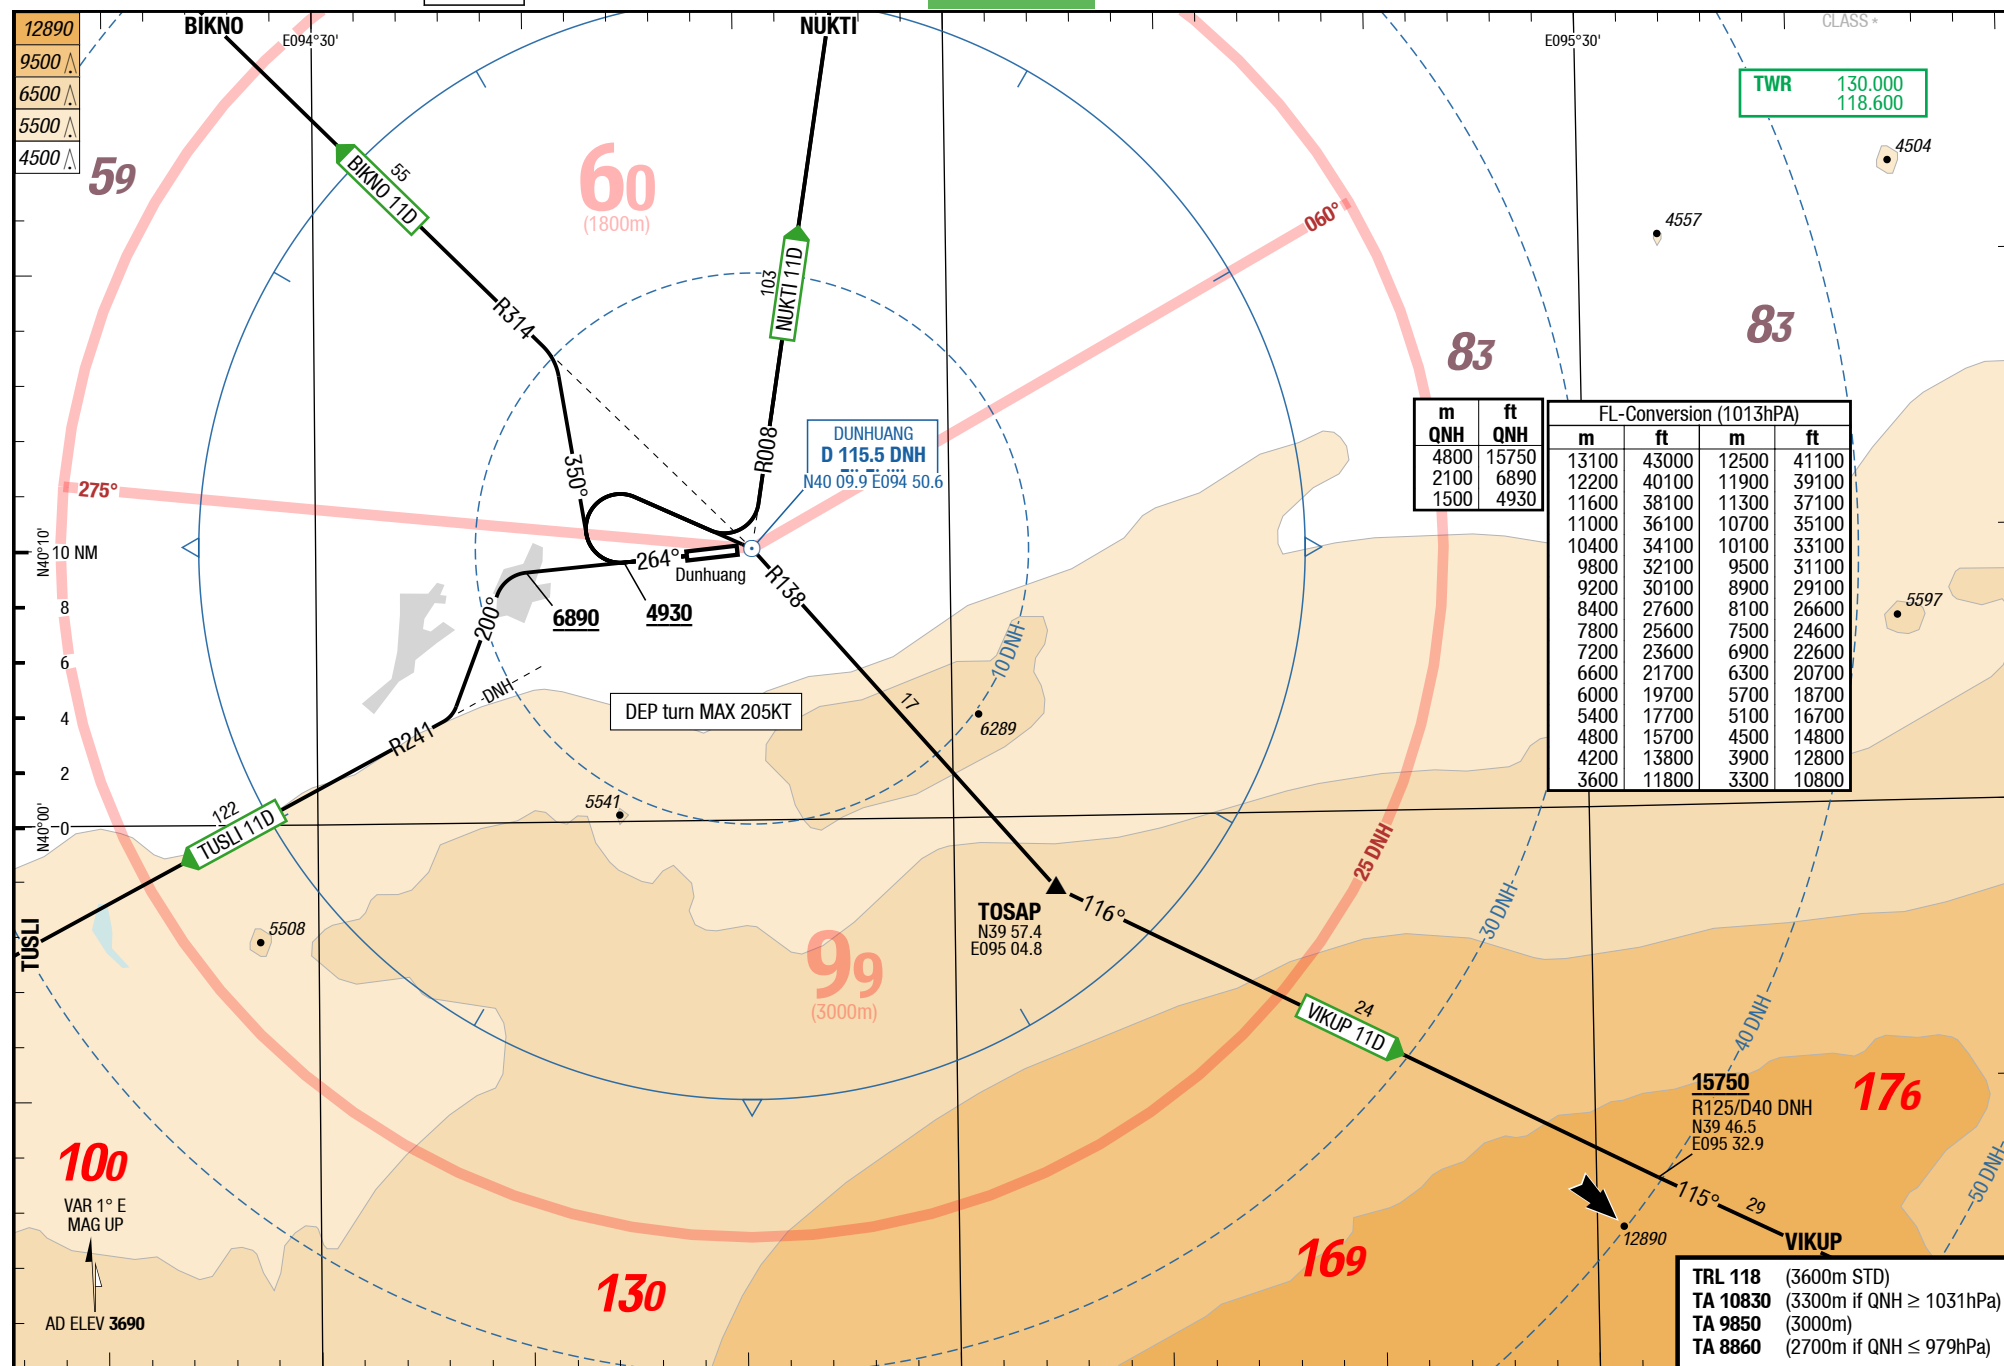 BIKNO
NUKTI
CLASS *
12890
9500
6500
5500
4500
E094°30'
E095°30'
TWR 130.000
118.600
4504
59
60
(1800m)
55
BIKNO 11D
103
NUKTI 11D
060°
4557
83
83
R314
R008
350°
275°
DUNHUANG
D 115.5 DNH
N40 09.9 E094 50.6
m ft
QNH QNH
4800 15750
2100 6890
1500 4930
FL-Conversion (1013hPA)
m ft m ft
13100 43000 12500 41100
12200 40100 11900 39100
11600 38100 11300 37100
11000 36100 10700 35100
10400 34100 10100 33100
9800 32100 9500 31100
9200 30100 8900 29100
8400 27600 8100 26600
7800 25600 7500 24600
7200 23600 6900 22600
6600 21700 6300 20700
6000 19700 5700 18700
5400 17700 5100 16700
4800 15700 4500 14800
4200 13800 3900 12800
3600 11800 3300 10800
N40°10'
10 NM
8
6
4
2
0
N40°00'
264°
Dunhuang
R138
6890
4930
200°
DNH
R241
DEP turn MAX 205KT
10 DNH
17
6289
5597
122
TUSLI 11D
5541
TUSLI
5508
25 DNH
TOSAP
N39 57.4
E095 04.8
116°
30 DNH
99
(3000m)
24
VIKUP 11D
40 DNH
15750
R125/D40 DNH
N39 46.5
E095 32.9
176
50 DNH
100
VAR 1° E
MAG UP
AD ELEV 3690
130
169
12890
115°
29
VIKUP
TRL 118 (3600m STD)
TA 10830 (3300m if QNH ≥ 1031hPa)
TA 9850 (3000m)
TA 8860 (2700m if QNH ≤ 979hPa)